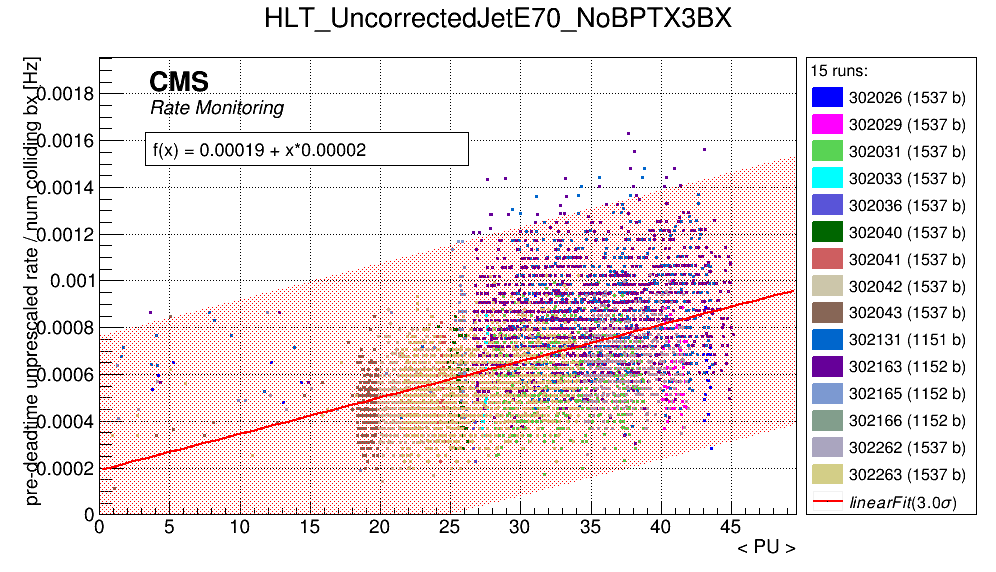 HLT_UncorrectedJetE70_NoBPTX3BX
pre-deadtime unprescaled rate / num colliding bx [Hz]
CMS
Rate Monitoring
f(x) = 0.00019 + x*0.00002
0.0018
0.0016
0.0014
0.0012
0.001
0.0008
0.0006
0.0004
0.0002
0
0 5 10 15 20 25 30 35 40 45
< PU >
15 runs:
302026 (1537 b)
302029 (1537 b)
302031 (1537 b)
302033 (1537 b)
302036 (1537 b)
302040 (1537 b)
302041 (1537 b)
302042 (1537 b)
302043 (1537 b)
302131 (1151 b)
302163 (1152 b)
302165 (1152 b)
302166 (1152 b)
302262 (1537 b)
302263 (1537 b)
linearFit(3.0σ)